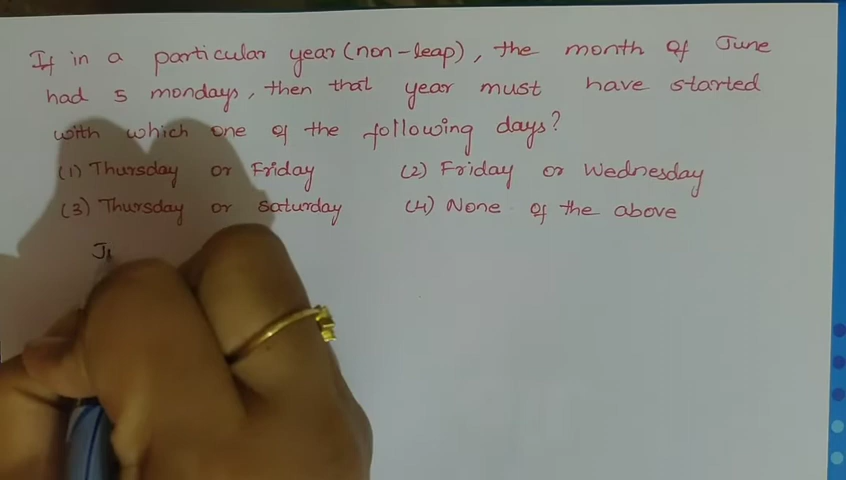 If in a particular year (non-leap), the month of June
had 5 mondays, then that year must have started
with which one of the following days?
(1) Thursday or Friday (2) Friday or Wednesday
(3) Thursday or Saturday (4) None of the above